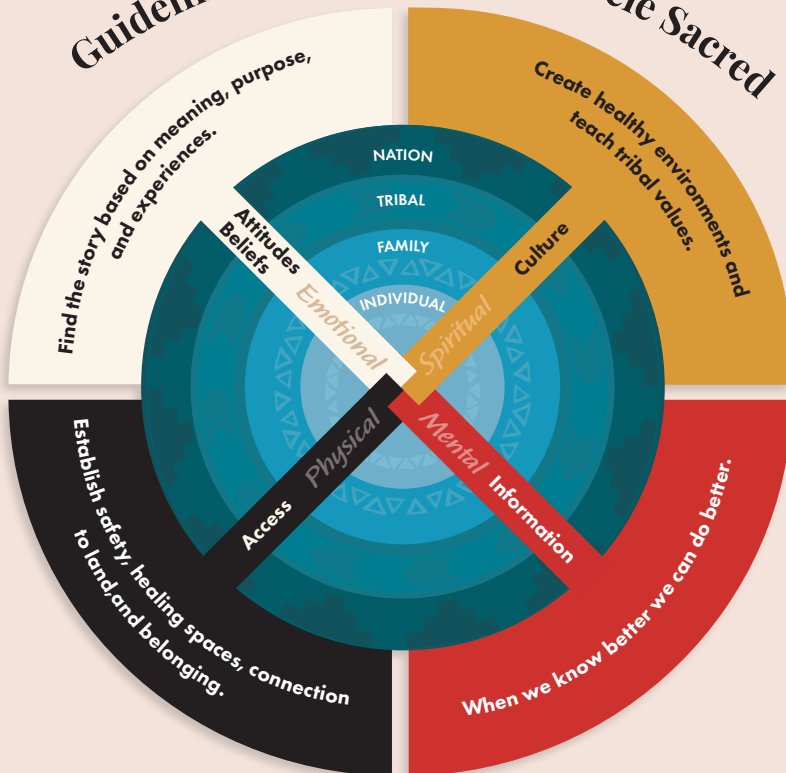 Sacred
Find the story based on meaning, purpose,
and experiences.
Create healthy environments and
teach tribal values.
NATION
TRIBAL
FAMILY
INDIVIDUAL
Attitudes
Beliefs
Emotional
Culture
Spiritual
Physical
Access
Mental
Information
Establish safety, healing spaces, connection
to land,and belonging.
When we know better we can do better.